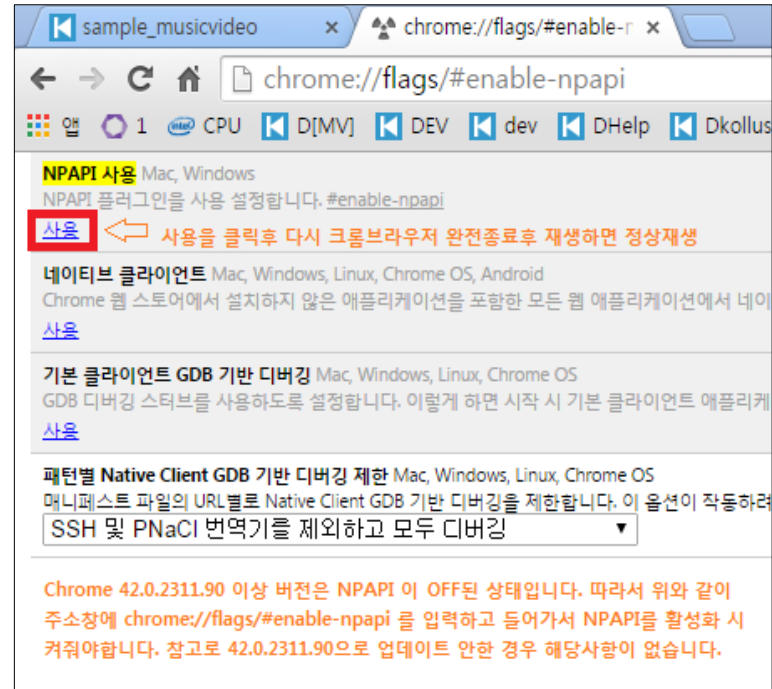 sample_musicvideo
chrome://flags/#enable-n
chrome://flags/#enable-npapi
앱 1 CPU D[MV] DEV dev DHelp Dkollus
NPAPI 사용 Mac, Windows
NPAPI 플러그인을 사용 설정합니다. #enable-npapi
사용 사용을 클릭후 다시 크롬브라우저 완전종료후 재생하면 정상재생
네이티브 클라이언트 Mac, Windows, Linux, Chrome OS, Android
Chrome 웹 스토어에서 설치하지 않은 애플리케이션을 포함한 모든 웹 애플리케이션에서 네이
사용
기본 클라이언트 GDB 기반 디버깅 Mac, Windows, Linux, Chrome OS
GDB 디버깅 스터브를 사용하도록 설정합니다. 이렇게 하면 시작 시 기본 클라이언트 애플리케
사용
패턴별 Native Client GDB 기반 디버깅 제한 Mac, Windows, Linux, Chrome OS
매니페스트 파일의 URL별로 Native Client GDB 기반 디버깅을 제한합니다. 이 옵션이 작동하려
SSH 및 PNaCl 번역기를 제외하고 모두 디버깅
Chrome 42.0.2311.90 이상 버전은 NPAPI 이 OFF된 상태입니다. 따라서 위와 같이
주소창에 chrome://flags/#enable-npapi 를 입력하고 들어가서 NPAPI를 활성화 시
켜줘야합니다. 참고로 42.0.2311.90으로 업데이트 안한 경우 해당사항이 없습니다.